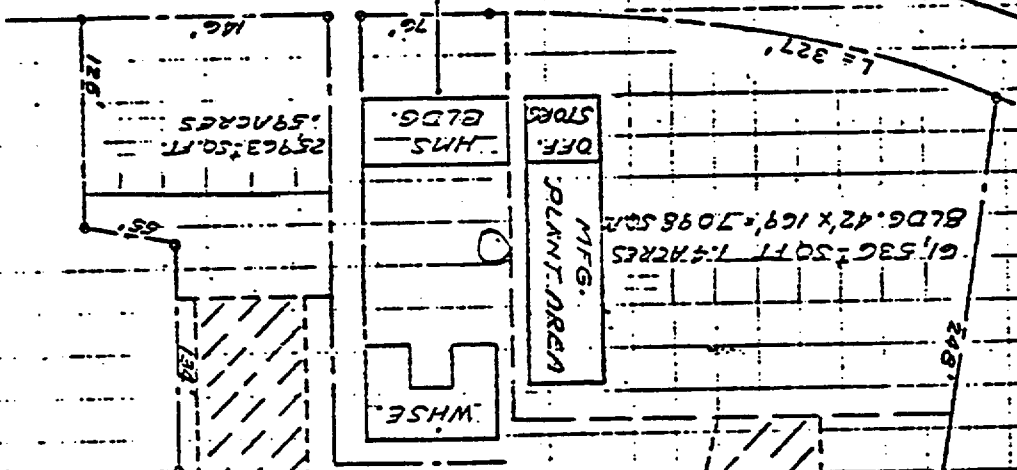 WHSE.
248'
134'
MFG.
PLANT AREA
61,536± SQ FT 1.4 ACRES
BLDG. 42' x 169' = 7098 SQ FT
65'
OFF.
STORES
HMS
BLDG.
25,963± SQ. FT.
.59 ACRES
126'
L = 327'
76'
146'